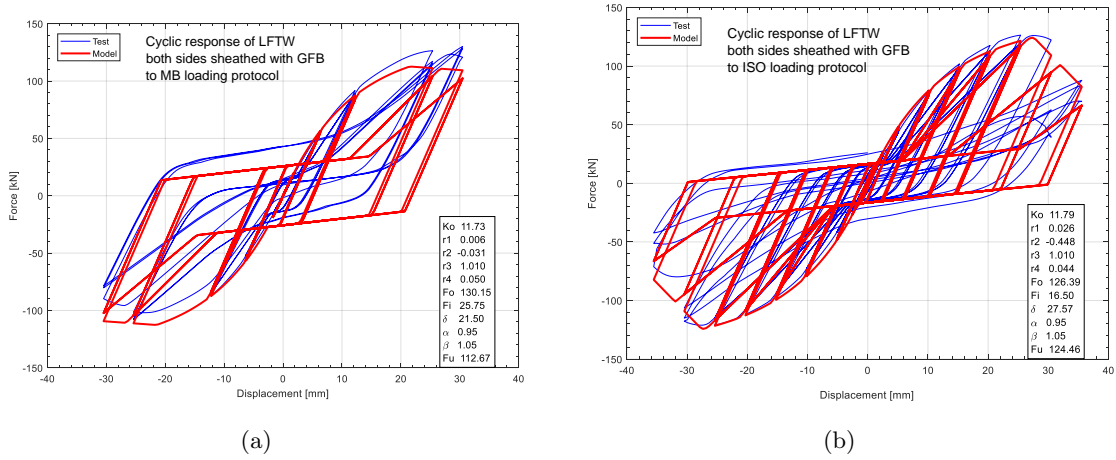 Test
Model
Cyclic response of LFTW
both sides sheathed with GFB
to MB loading protocol
150
100
50
0
-50
-100
-150
Force [kN]
-40
-30
-20
-10
0
10
20
30
40
Displacement [mm]
Ko 11.73
r1 0.006
r2 -0.031
r3 1.010
r4 0.050
Fo 130.15
Fi 25.75
δ 21.50
α 0.95
β 1.05
Fu 112.67
(a)
Test
Model
Cyclic response of LFTW
both sides sheathed with GFB
to ISO loading protocol
150
100
50
0
-50
-100
-150
Force [kN]
-40
-30
-20
-10
0
10
20
30
40
Displacement [mm]
Ko 11.79
r1 0.026
r2 -0.448
r3 1.010
r4 0.044
Fo 126.39
Fi 16.50
δ 27.57
α 0.95
β 1.05
Fu 124.46
(b)